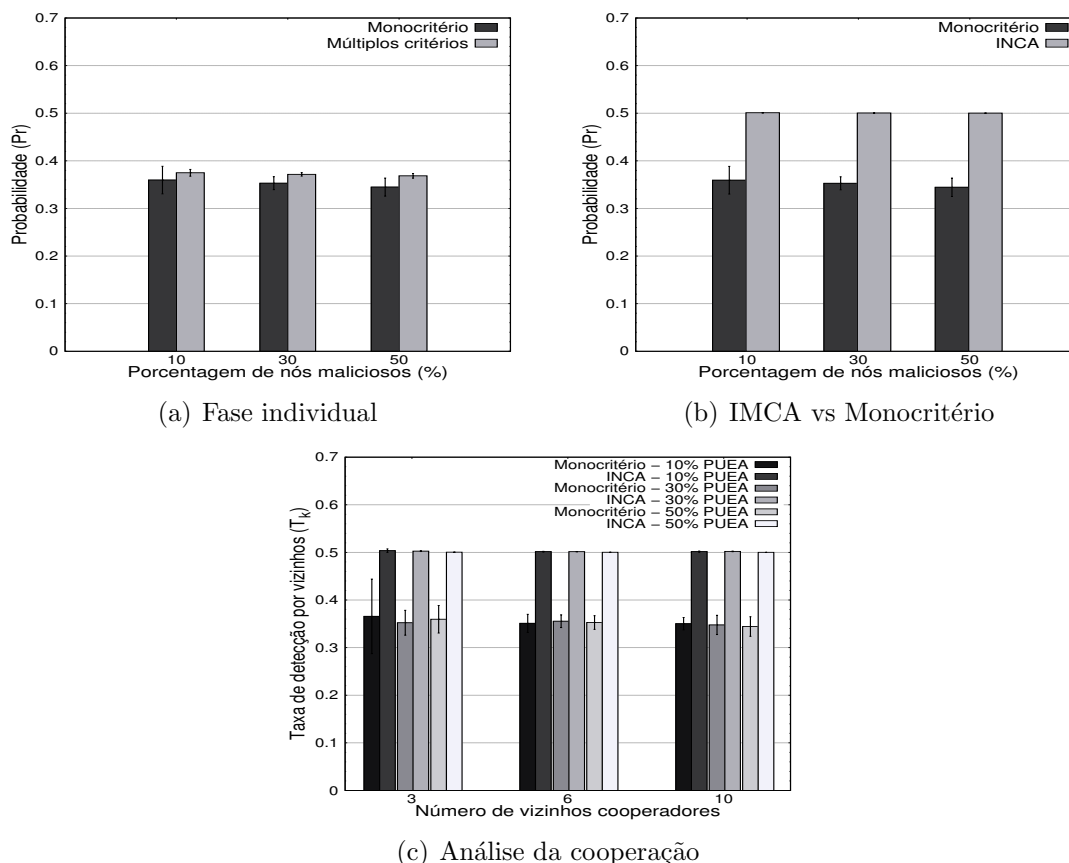 0.7
0.6
0.5
0.4
0.3
0.2
0.1
0
Probabilidade (Pr)
Monocritério
Múltiplos critérios
10 30 50
Porcentagem de nós maliciosos (%)
(a) Fase individual
0.7
0.6
0.5
0.4
0.3
0.2
0.1
0
Probabilidade (Pr)
Monocritério
INCA
10 30 50
Porcentagem de nós maliciosos (%)
(b) IMCA vs Monocritério
0.7
0.6
0.5
0.4
0.3
0.2
0.1
0
Taxa de detecção por vizinhos (Tk)
Monocritério − 10% PUEA
INCA − 10% PUEA
Monocritério − 30% PUEA
INCA − 30% PUEA
Monocritério − 50% PUEA
INCA − 50% PUEA
3 6 10
Número de vizinhos cooperadores
(c) Análise da cooperação